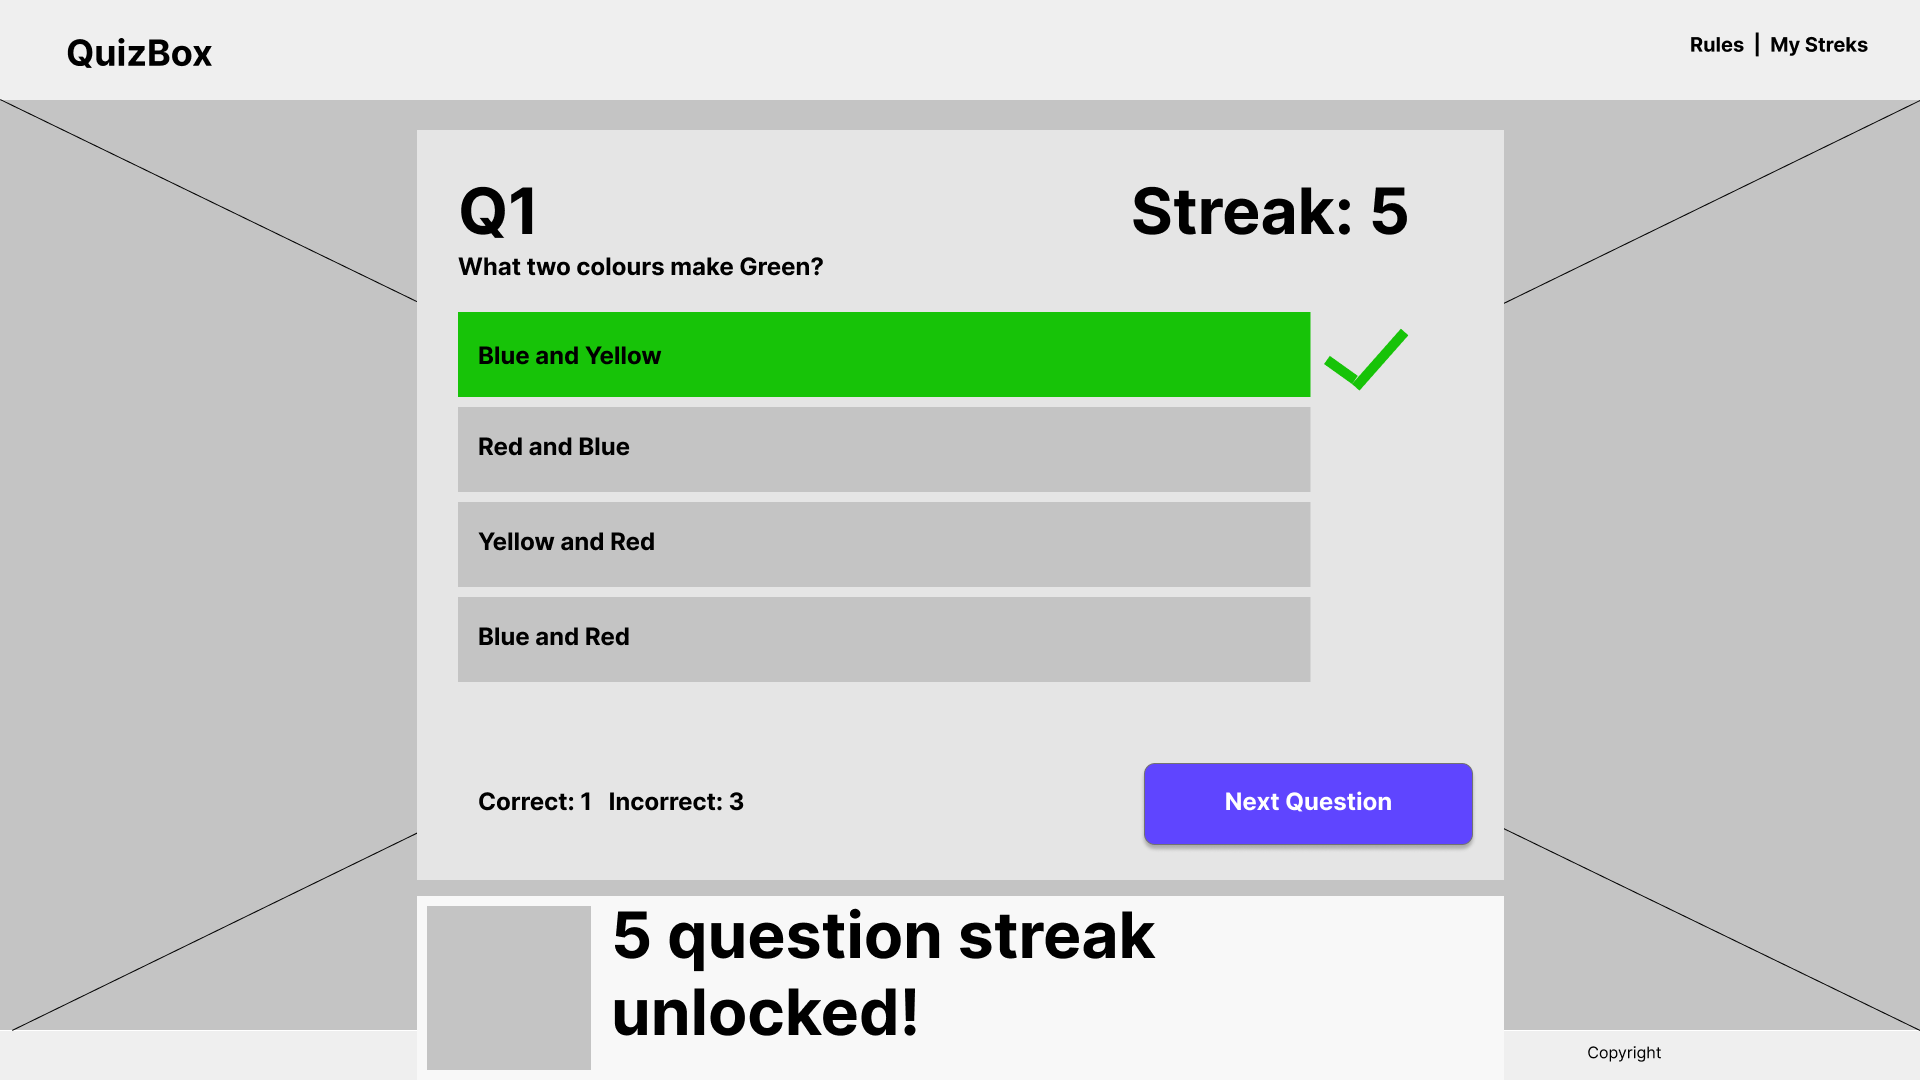 QuizBox
Rules | My Streks
Q1
Streak: 5
What two colours make Green?
Blue and Yellow
Red and Blue
Yellow and Red
Blue and Red
Correct: 1 Incorrect: 3
Next Question
5 question streak
unlocked!
Copyright